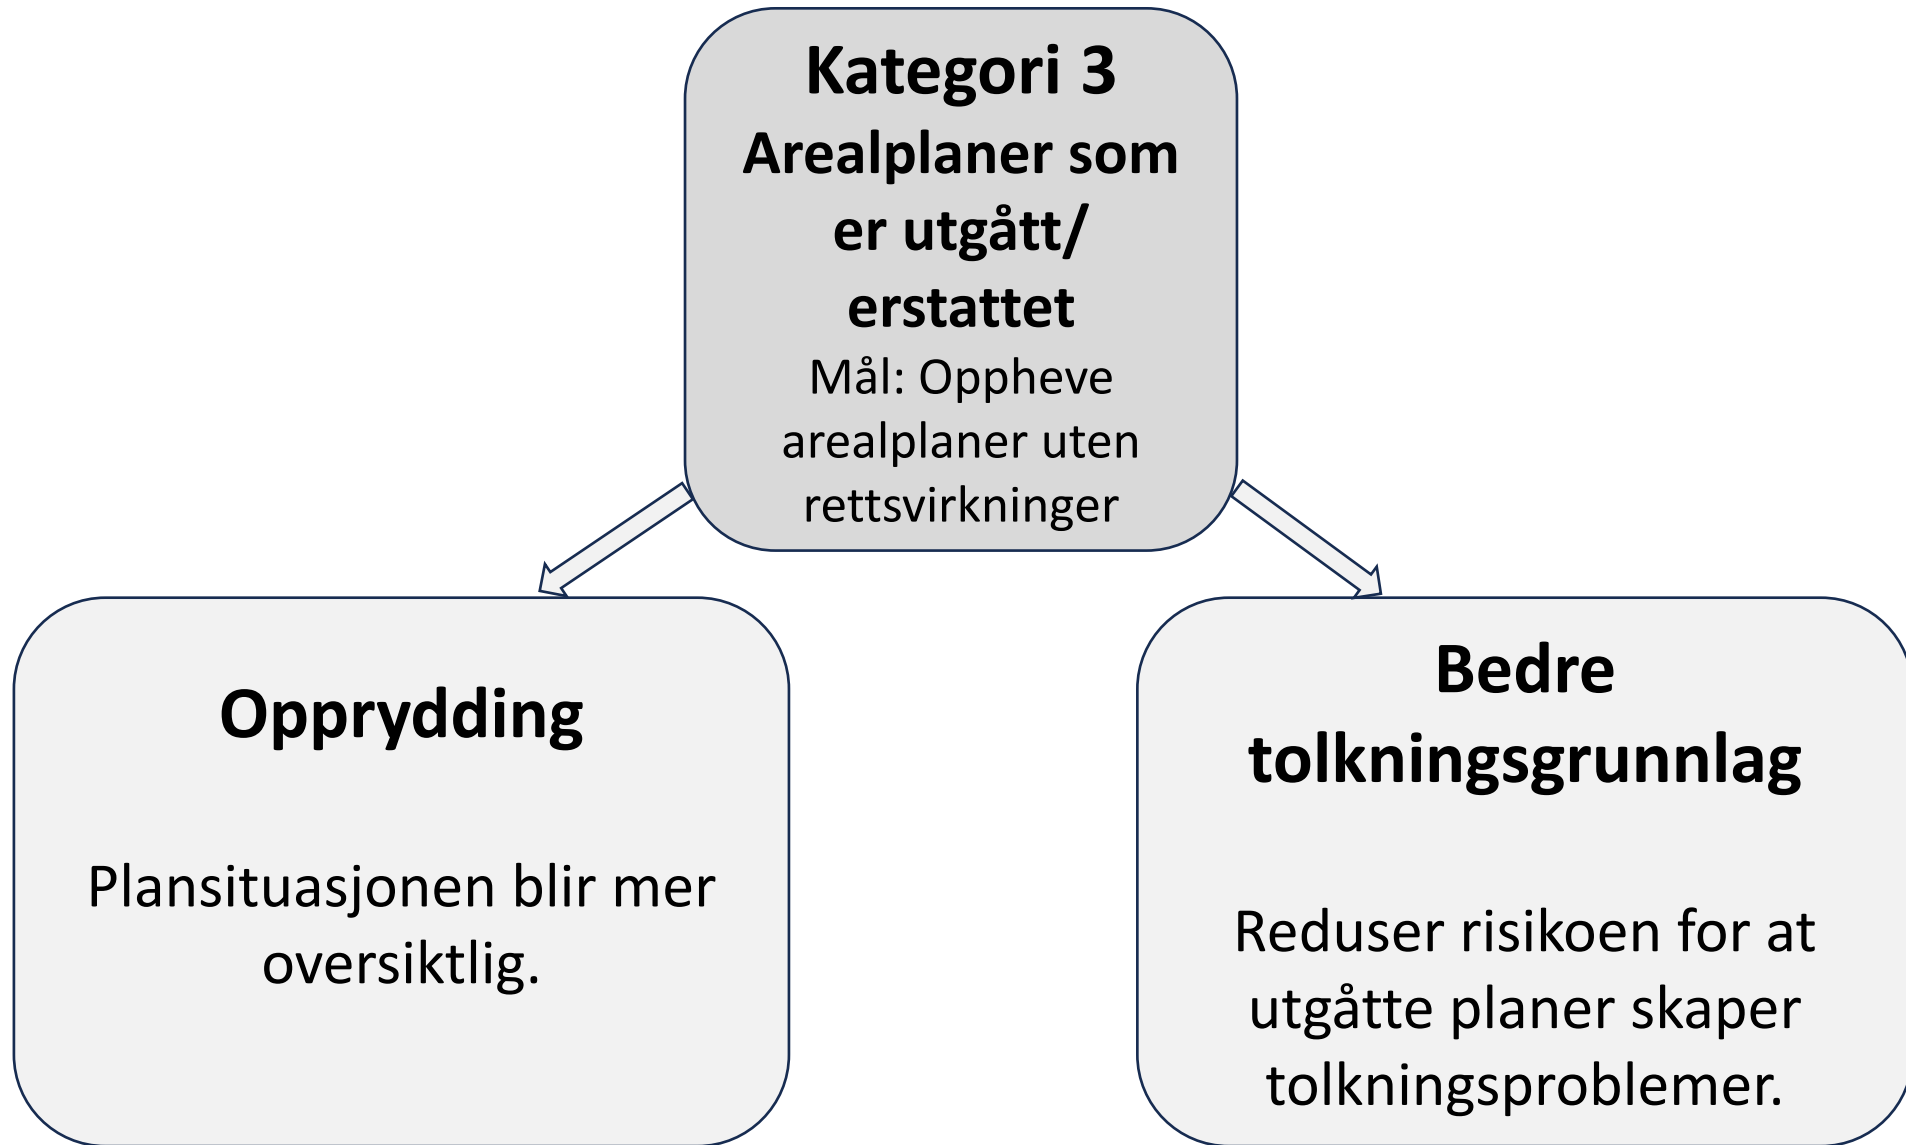 Kategori 3
Arealplaner som
er utgått/
erstattet
Mål: Oppheve
arealplaner uten
rettsvirkninger
Opprydding
Plansituasjonen blir mer
oversiktlig.
Bedre
tolkningsgrunnlag
Reduser risikoen for at
utgåtte planer skaper
tolkningsproblemer.